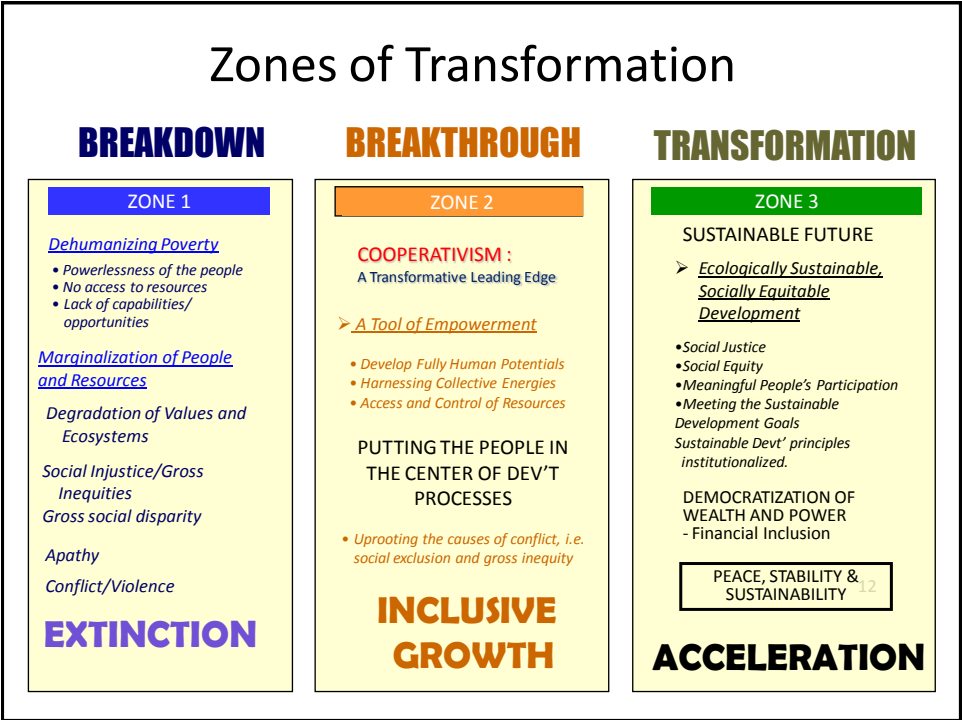 Zones of Transformation
BREAKDOWN
ZONE 1
Dehumanizing Poverty
• Powerlessness of the people
• No access to resources
• Lack of capabilities/
opportunities
Marginalization of People
and Resources
Degradation of Values and
Ecosystems
Social Injustice/Gross
Inequities
Gross social disparity
Apathy
Conflict/Violence
EXTINCTION
BREAKTHROUGH
ZONE 2
COOPERATIVISM :
A Transformative Leading Edge
➢ A Tool of Empowerment
• Develop Fully Human Potentials
• Harnessing Collective Energies
• Access and Control of Resources
PUTTING THE PEOPLE IN
THE CENTER OF DEV'T
PROCESSES
• Uprooting the causes of conflict, i.e.
social exclusion and gross inequity
INCLUSIVE
GROWTH
TRANSFORMATION
ZONE 3
SUSTAINABLE FUTURE
➢ Ecologically Sustainable,
Socially Equitable
Development
•Social Justice
•Social Equity
•Meaningful People's Participation
•Meeting the Sustainable
Development Goals
Sustainable Devt' principles
institutionalized.
DEMOCRATIZATION OF
WEALTH AND POWER
- Financial Inclusion
PEACE, STABILITY &
SUSTAINABILITY
12
ACCELERATION